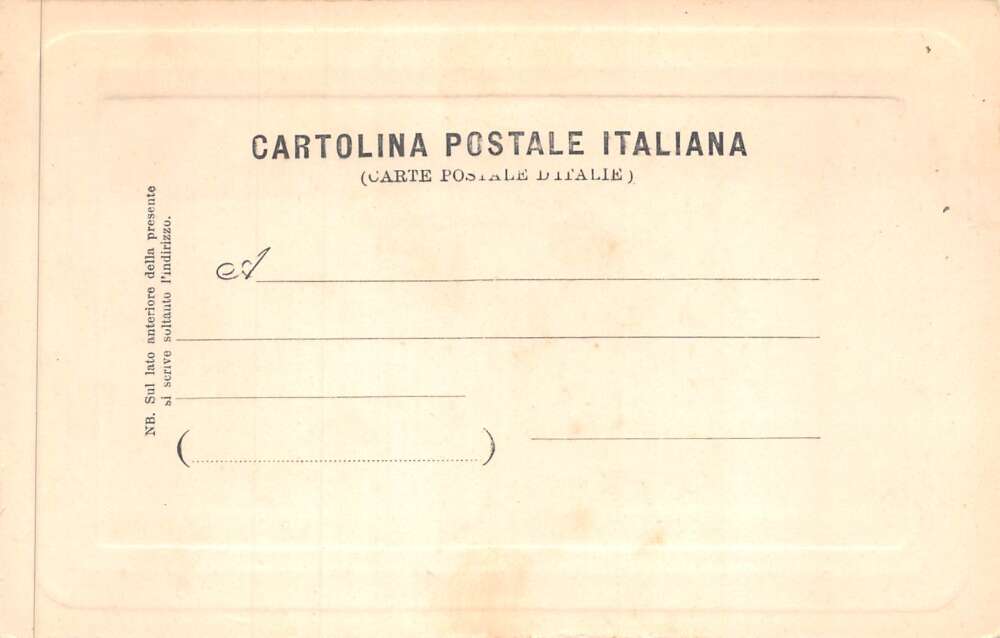 CARTOLINA POSTALE ITALIANA
(CARTE POSTALE D'ITALIE)
NB. Sul lato anteriore della presente
si scrive soltanto l'indirizzo.
A
( )